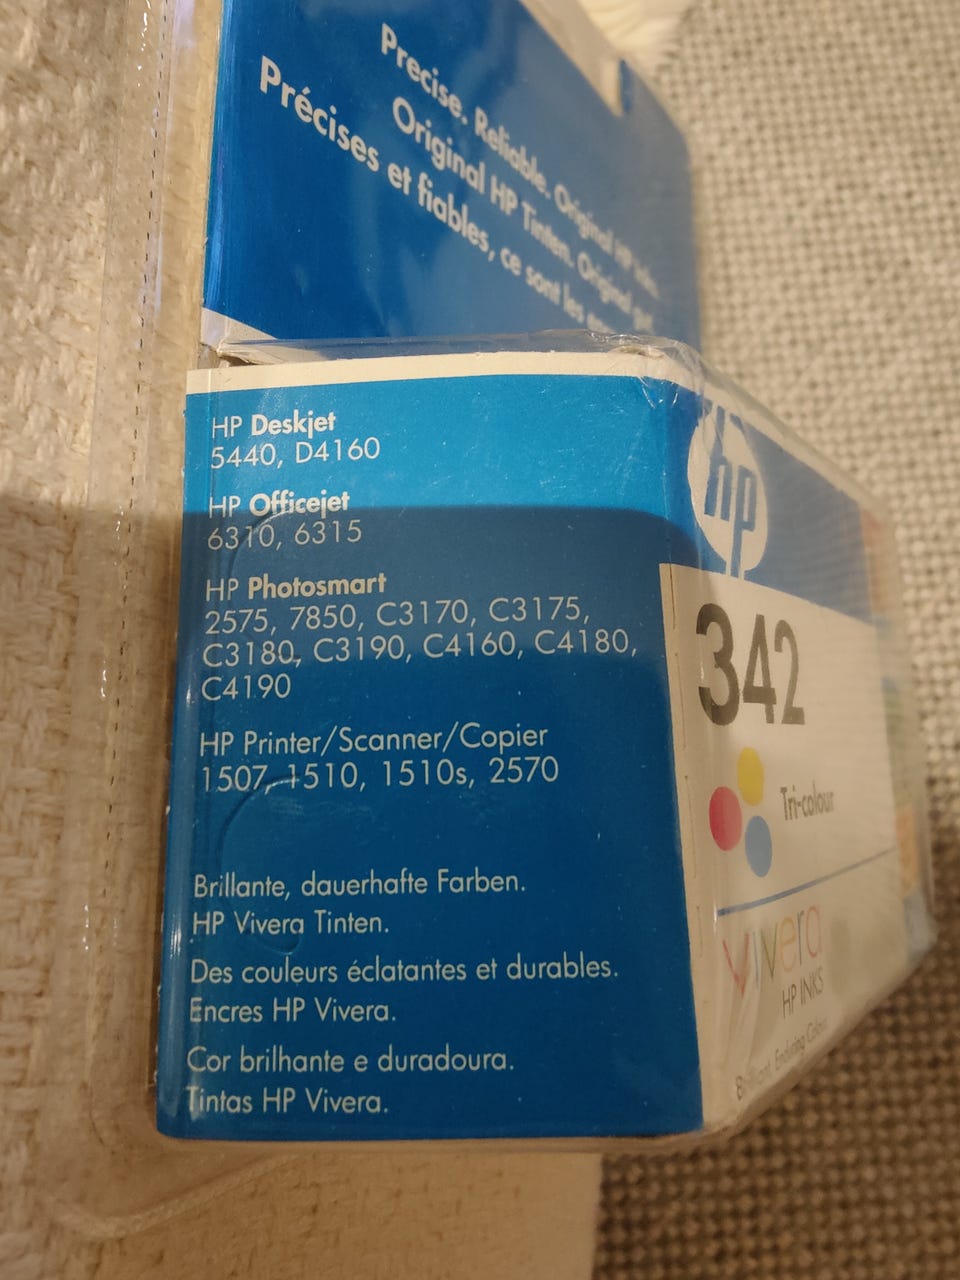 Precise. Reliable. Original HP
Original HP Tinten. Original
Précises et fiables, ce sont les
HP Deskjet
5440, D4160
HP Officejet
6310, 6315
HP Photosmart
2575, 7850, C3170, C3175,
C3180, C3190, C4160, C4180,
C4190
HP Printer/Scanner/Copier
1507, 1510, 1510s, 2570
Brillante, dauerhafte Farben.
HP Vivera Tinten.
Des couleurs éclatantes et durables.
Encres HP Vivera.
Cor brilhante e duradoura.
Tintas HP Vivera.
hp
342
Tri-colour
vivera
HP INKS
Brilliant, Enduring